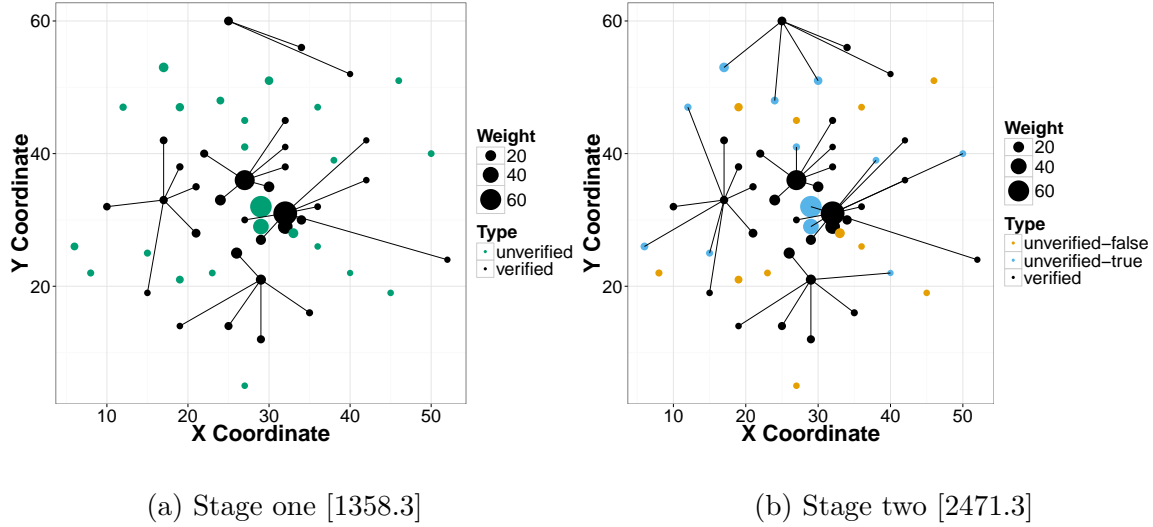 60
40
20
10 20 30 40 50
X Coordinate
Y Coordinate
Weight
20
40
60
Type
unverified
verified
(a) Stage one [1358.3]
60
40
20
10 20 30 40 50
X Coordinate
Y Coordinate
Weight
20
40
60
Type
unverified−false
unverified−true
verified
(b) Stage two [2471.3]